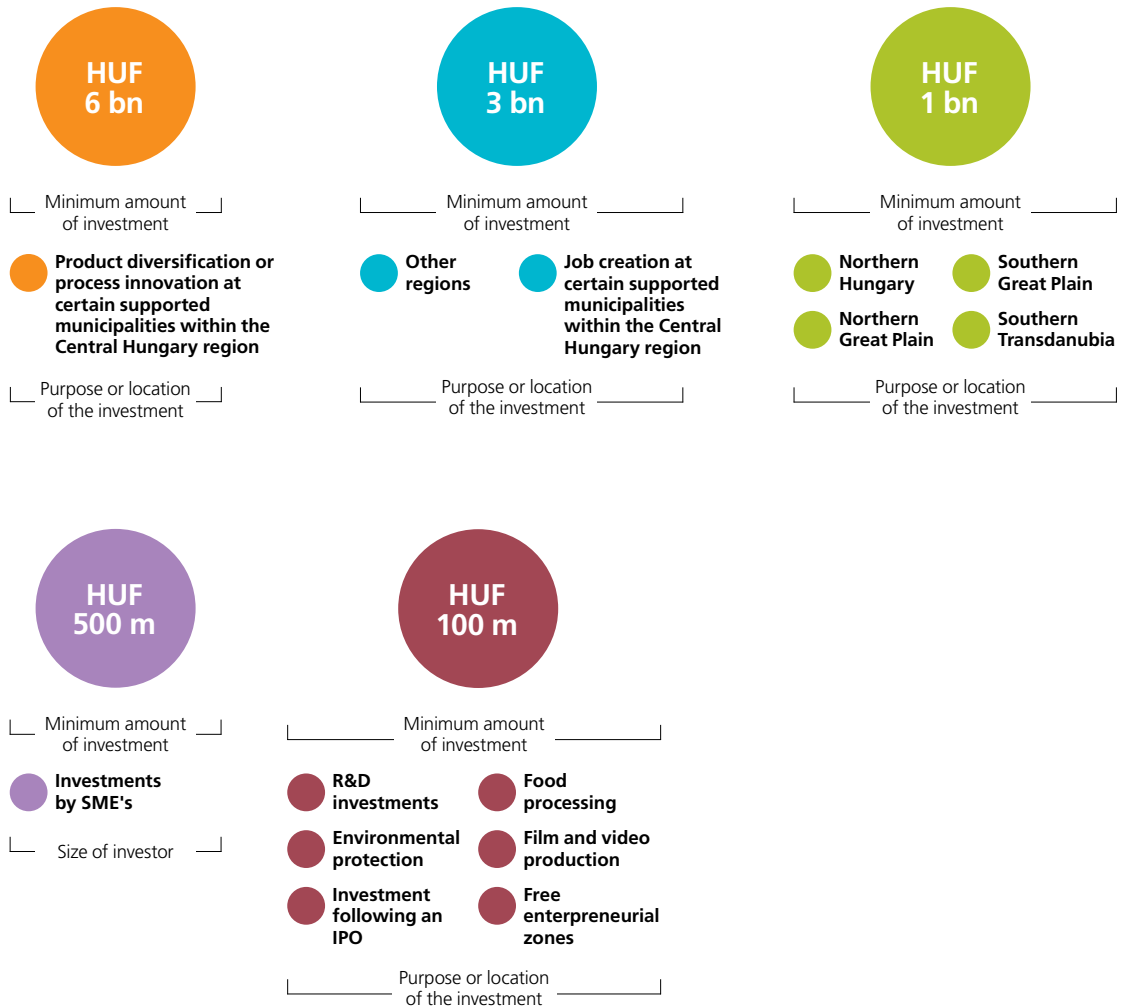 HUF
6 bn
Minimum amount
of investment
Product diversification or
process innovation at
certain supported
municipalities within the
Central Hungary region
Purpose or location
of the investment
HUF
3 bn
Minimum amount
of investment
Other
regions
Job creation at
certain supported
municipalities
within the Central
Hungary region
Purpose or location
of the investment
HUF
1 bn
Minimum amount
of investment
Northern
Hungary
Southern
Great Plain
Northern
Great Plain
Southern
Transdanubia
Purpose or location
of the investment
HUF
500 m
Minimum amount
of investment
Investments
by SME's
Size of investor
HUF
100 m
Minimum amount
of investment
R&D
investments
Food
processing
Environmental
protection
Film and video
production
Investment
following an
IPO
Free
enterpreneurial
zones
Purpose or location
of the investment